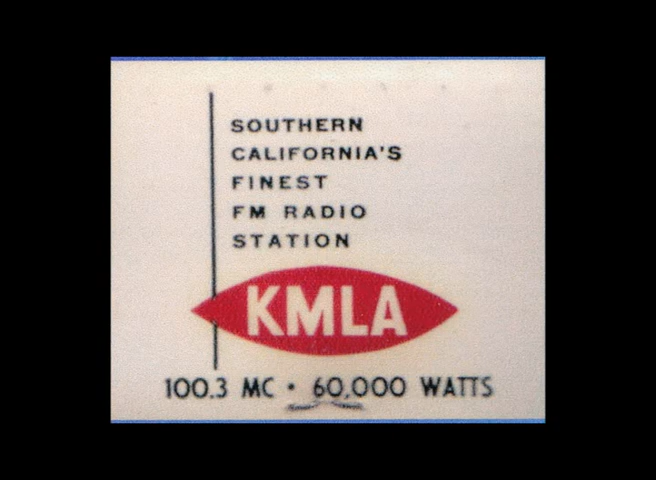 SOUTHERN
CALIFORNIA'S
FINEST
FM RADIO
STATION
KMLA
100.3 MC • 60,000 WATTS